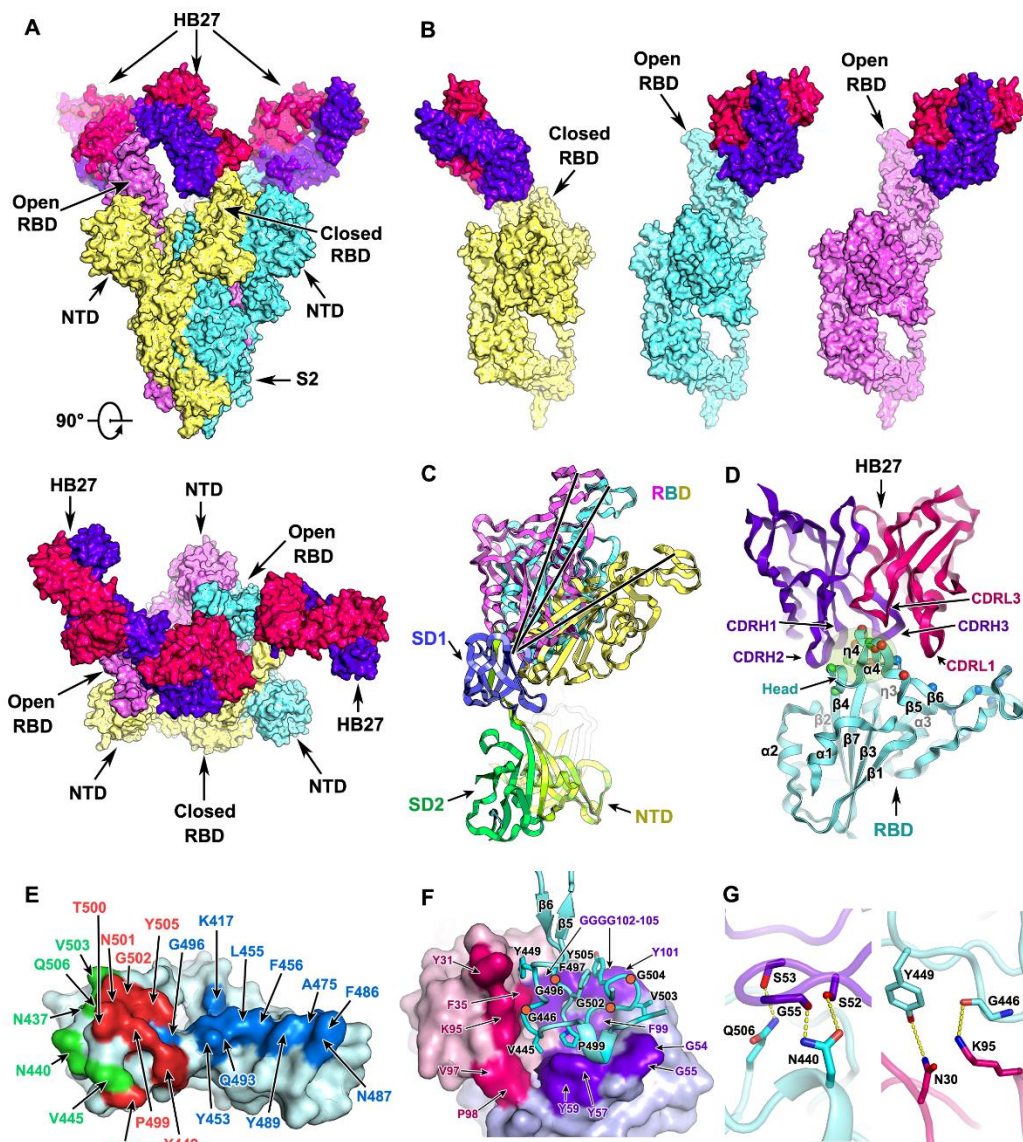 A
HB27
Open
RBD
Closed
RBD
NTD
NTD
S2
90°
HB27
NTD
Open
RBD
Open
RBD
HB27
NTD
Closed
RBD
NTD
B
Closed
RBD
Open
RBD
Open
RBD
C
RBD
SD1
SD2
NTD
D
HB27
CDRL3
CDRH1
CDRH3
CDRH2
CDRL1
η4
α4
Head
η3
β4
β5
β6
β2
α3
β7
α2
α1
β3
β1
RBD
E
T500
K417
N501
Y505
V503
G502
G496
L455
Q506
F456
A475
F486
N437
N440
V445
P499
Q493
Y453
Y489
N487
F
β6
β5
GGGG102-105
Y449
Y505
Y101
Y31
F497
G504
F35
G496
G502
V503
K95
G446
F99
V445
P499
G54
V97
G55
P98
Y59
Y57
G
S53
S52
G55
Q506
N440
Y449
G446
K95
N30